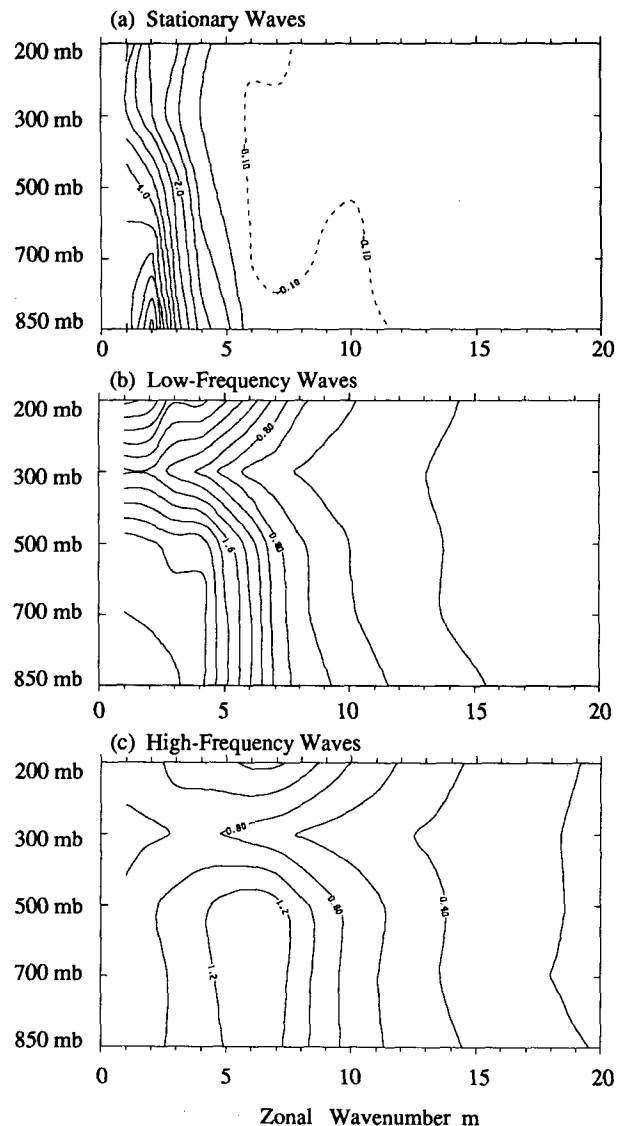 (a) Stationary Waves
200 mb
300 mb
500 mb
700 mb
850 mb
4.0
2.0
-0.10
-0.10
-0.10
0 5 10 15 20
(b) Low-Frequency Waves
200 mb
300 mb
500 mb
700 mb
850 mb
0.80
1.6
0.80
0 5 10 15 20
(c) High-Frequency Waves
200 mb
300 mb
500 mb
700 mb
850 mb
0.80
1.2
0.80
0.40
1.2
0 5 10 15 20
Zonal Wavenumber m